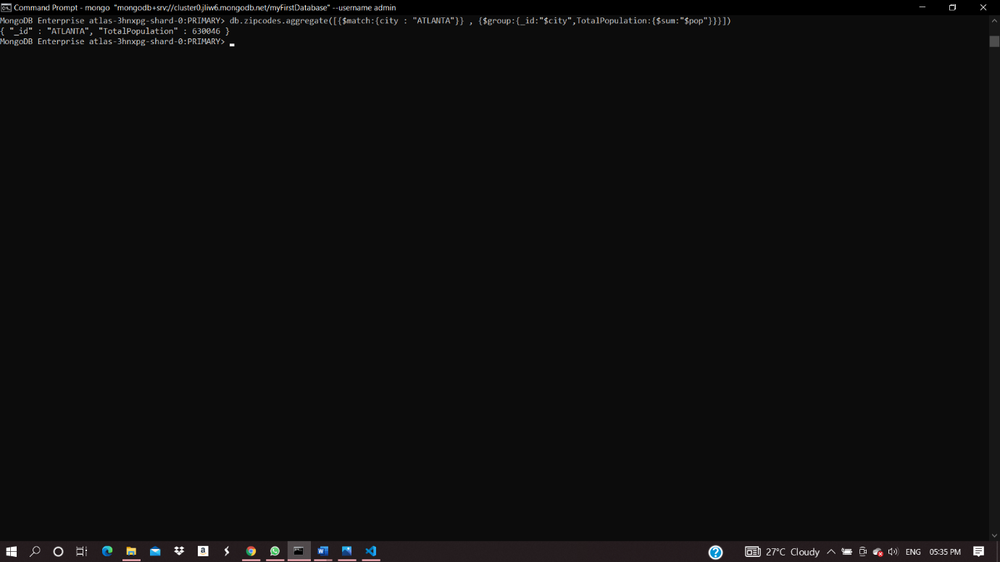 Command Prompt - mongo "mongodb+srv://cluster0.jliw6.mongodb.net/myFirstDatabase" --username admin
MongoDB Enterprise atlas-3hnxpg-shard-0:PRIMARY> db.zipcodes.aggregate([{$match:{city : "ATLANTA"}} , {$group:{_id:"$city",TotalPopulation:{$sum:"$pop"}}}])
{ "_id" : "ATLANTA", "TotalPopulation" : 630046 }
MongoDB Enterprise atlas-3hnxpg-shard-0:PRIMARY>
27°C Cloudy ENG 05:35 PM